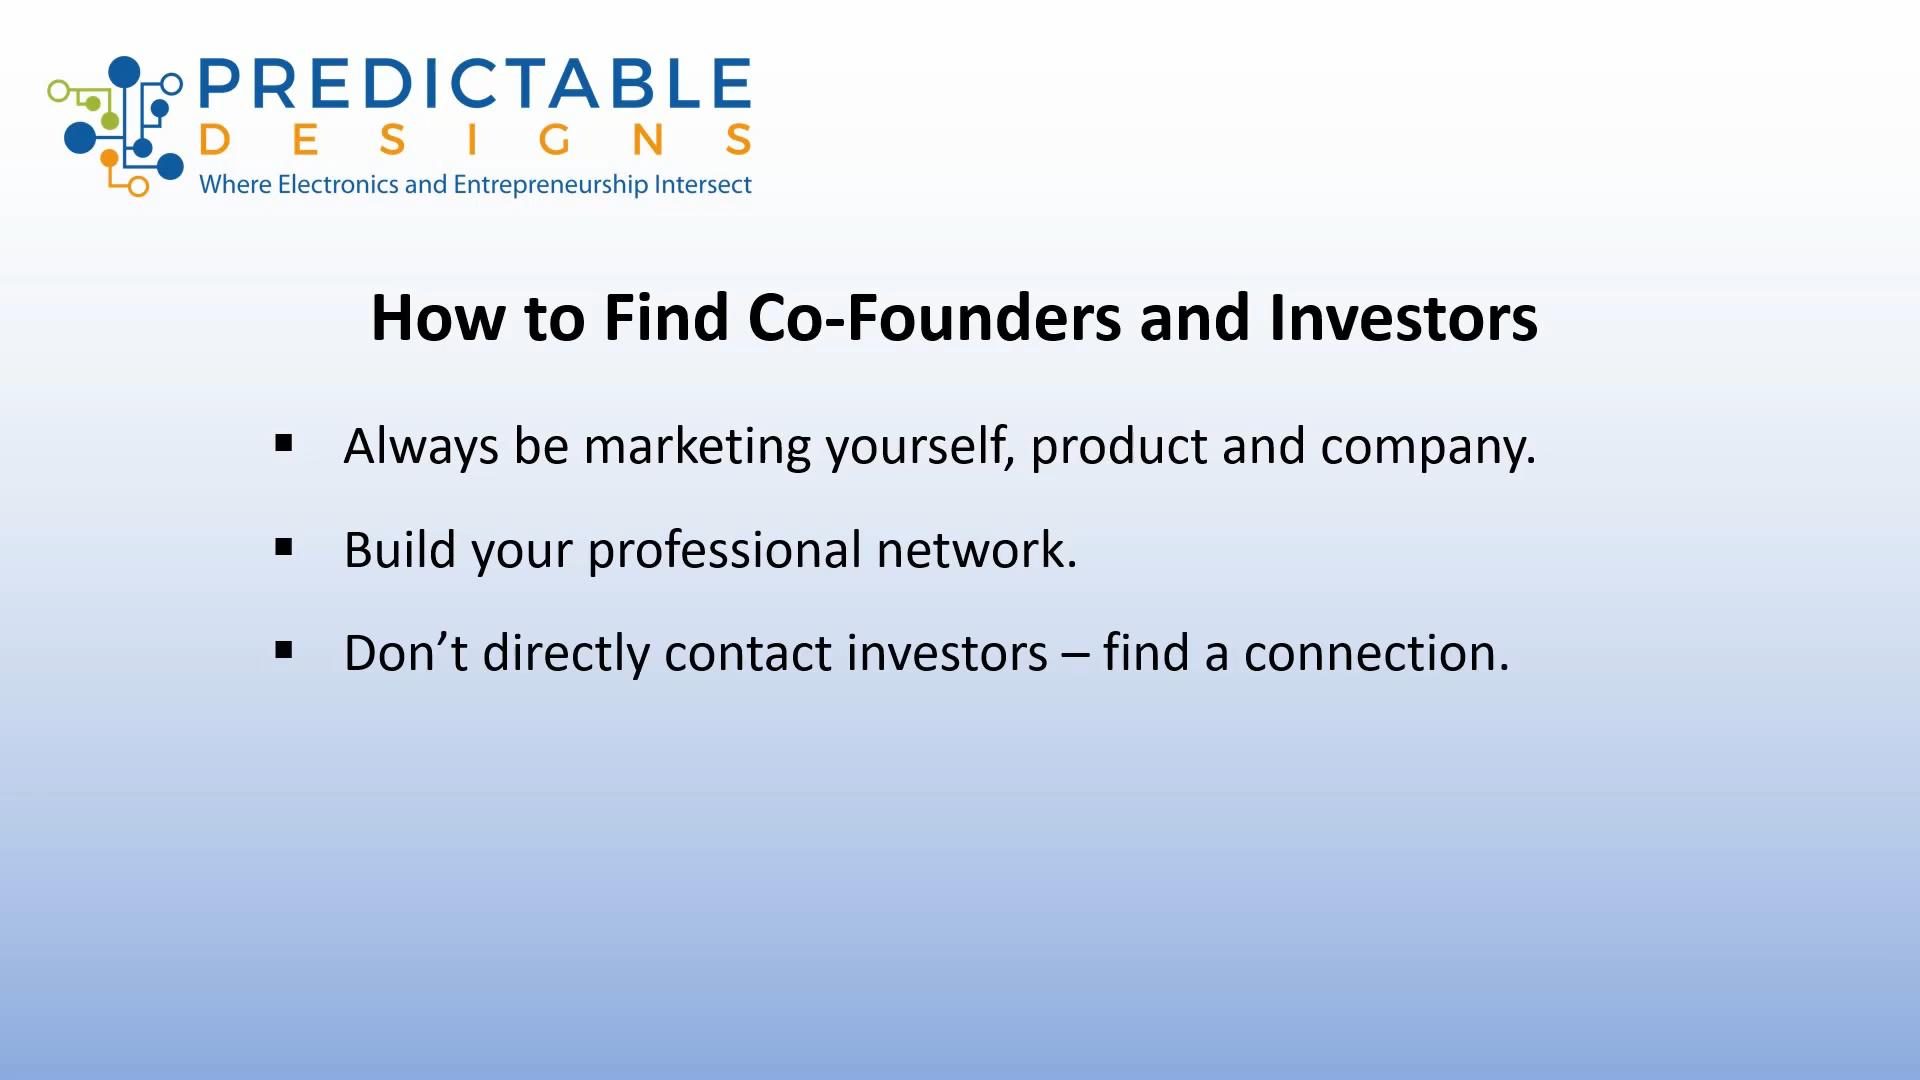 PREDICTABLE
DESIGNS
Where Electronics and Entrepreneurship Intersect
How to Find Co-Founders and Investors
▪ Always be marketing yourself, product and company.
▪ Build your professional network.
▪ Don’t directly contact investors – find a connection.